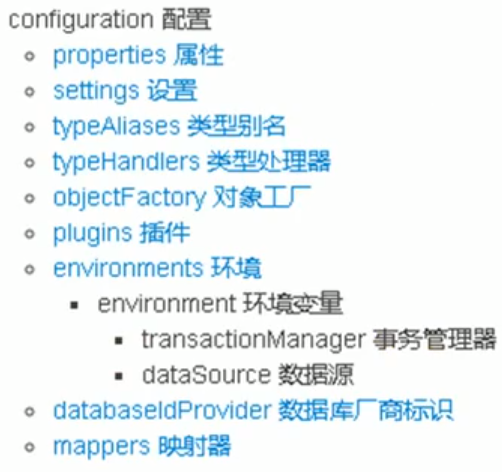 configuration 配置
properties 属性
settings 设置
typeAliases 类型别名
typeHandlers 类型处理器
objectFactory 对象工厂
plugins 插件
environments 环境
environment 环境变量
transactionManager 事务管理器
dataSource 数据源
databaseIdProvider 数据库厂商标识
mappers 映射器